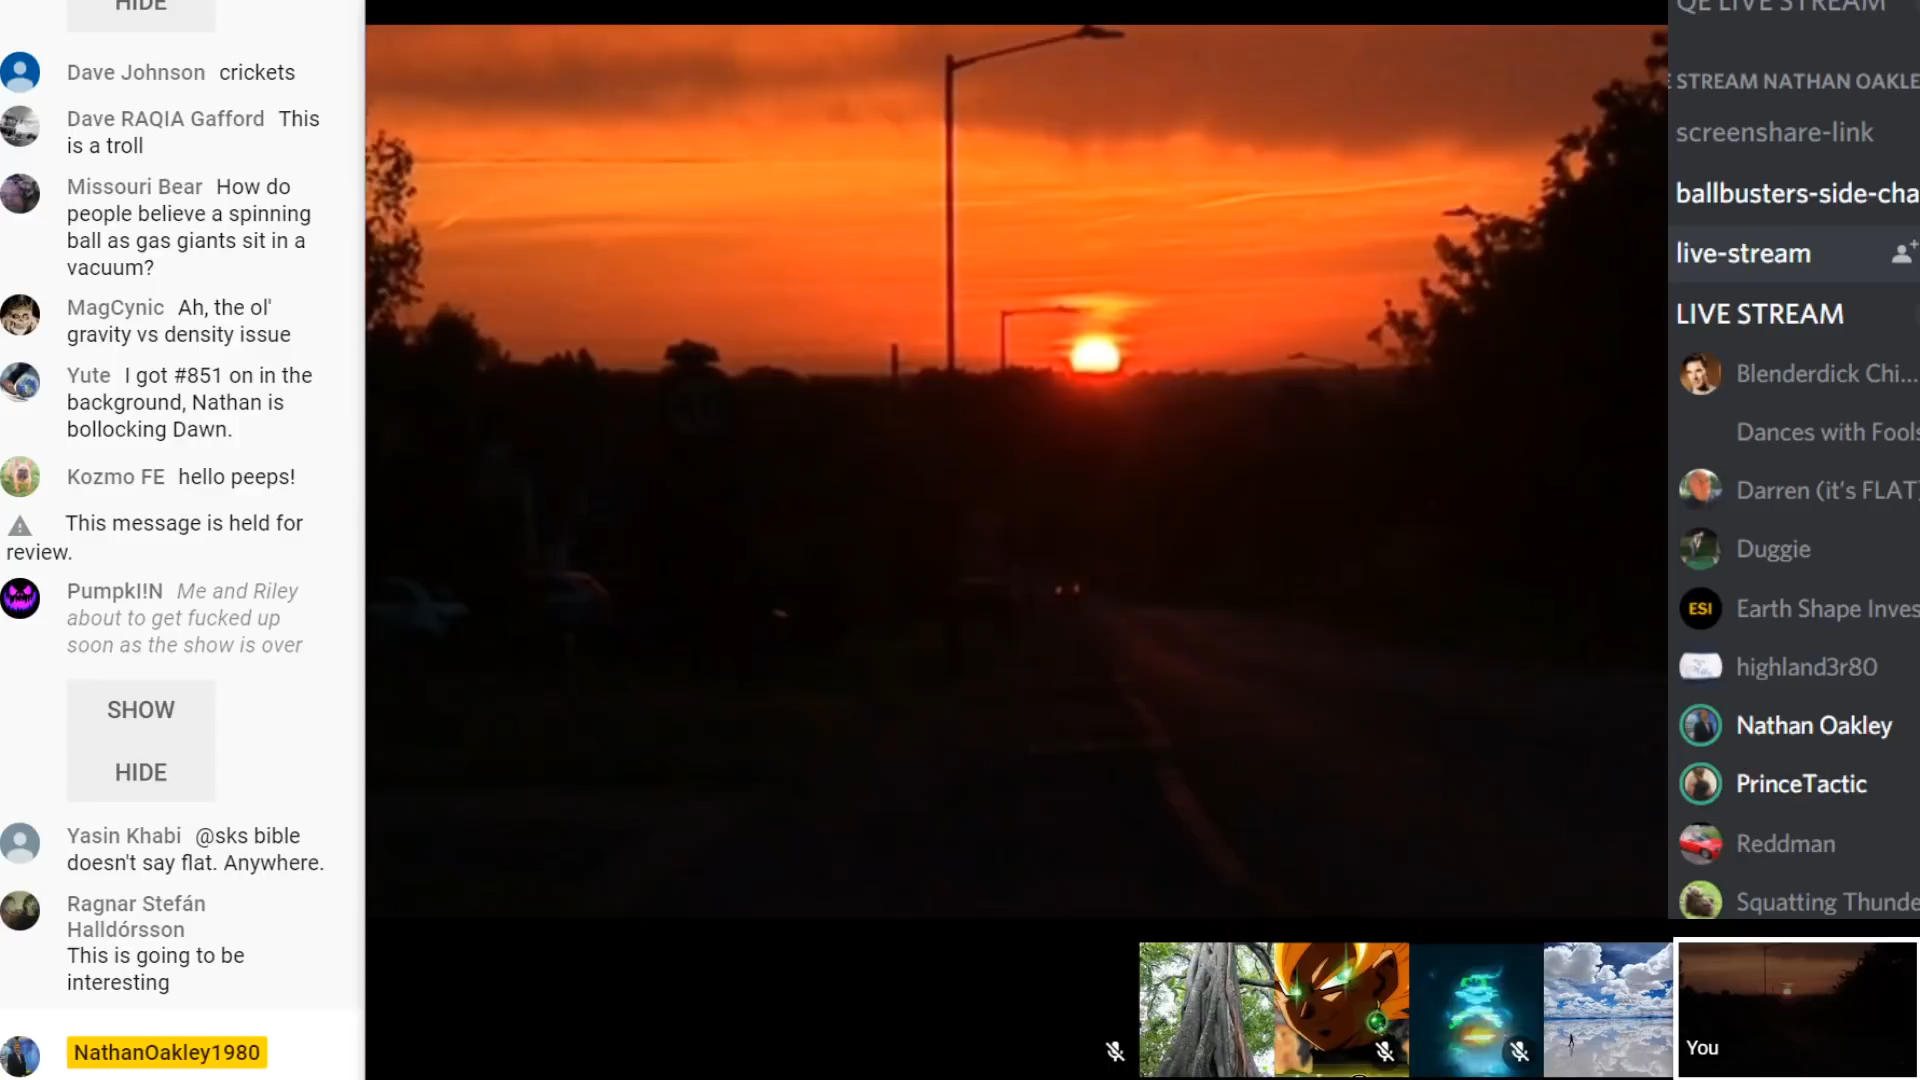 HIDE
Dave Johnson crickets
Dave RAQIA Gafford This
is a troll
Missouri Bear How do
people believe a spinning
ball as gas giants sit in a
vacuum?
MagCynic Ah, the ol'
gravity vs density issue
Yute I got #851 on in the
background, Nathan is
bollocking Dawn.
Kozmo FE hello peeps!
This message is held for
review.
PumpkI!N Me and Riley
about to get fucked up
soon as the show is over
SHOW
HIDE
Yasin Khabi @sks bible
doesn't say flat. Anywhere.
Ragnar Stefán
Halldórsson
This is going to be
interesting
NathanOakley1980
QE LIVE STREAM
STREAM NATHAN OAKLE
screenshare-link
ballbusters-side-cha
live-stream
LIVE STREAM
Blenderdick Chi...
Dances with Fools
Darren (it's FLAT)
Duggie
ESI
Earth Shape Inves
highland3r80
Nathan Oakley
PrinceTactic
Reddman
Squatting Thunde
You